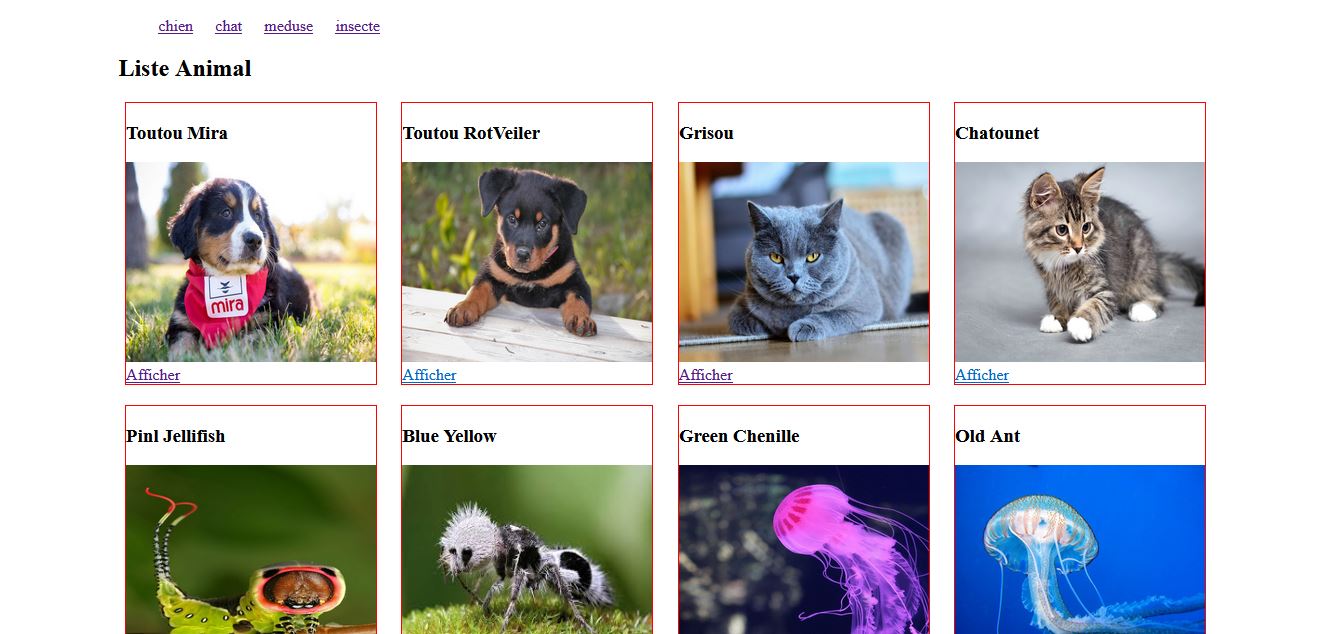 chien chat meduse insecte
Liste Animal
Toutou Mira
Toutou RotVeiler
Grisou
Chatounet
mira
Afficher
Afficher
Afficher
Afficher
Pinl Jellifish
Blue Yellow
Green Chenille
Old Ant